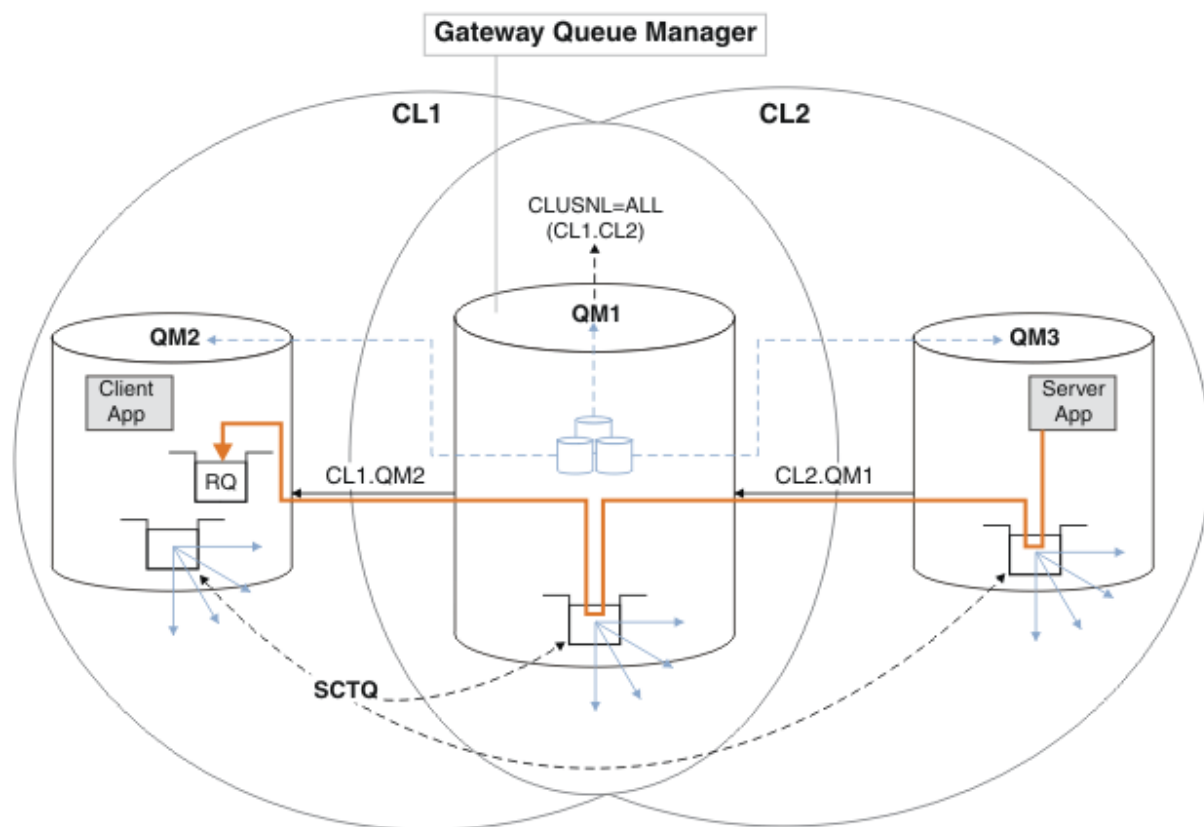 Gateway Queue Manager
CL1
CL2
CLUSNL=ALL
(CL1.CL2)
QM2
QM1
QM3
Client
App
Server
App
RQ
CL1.QM2
CL2.QM1
SCTQ